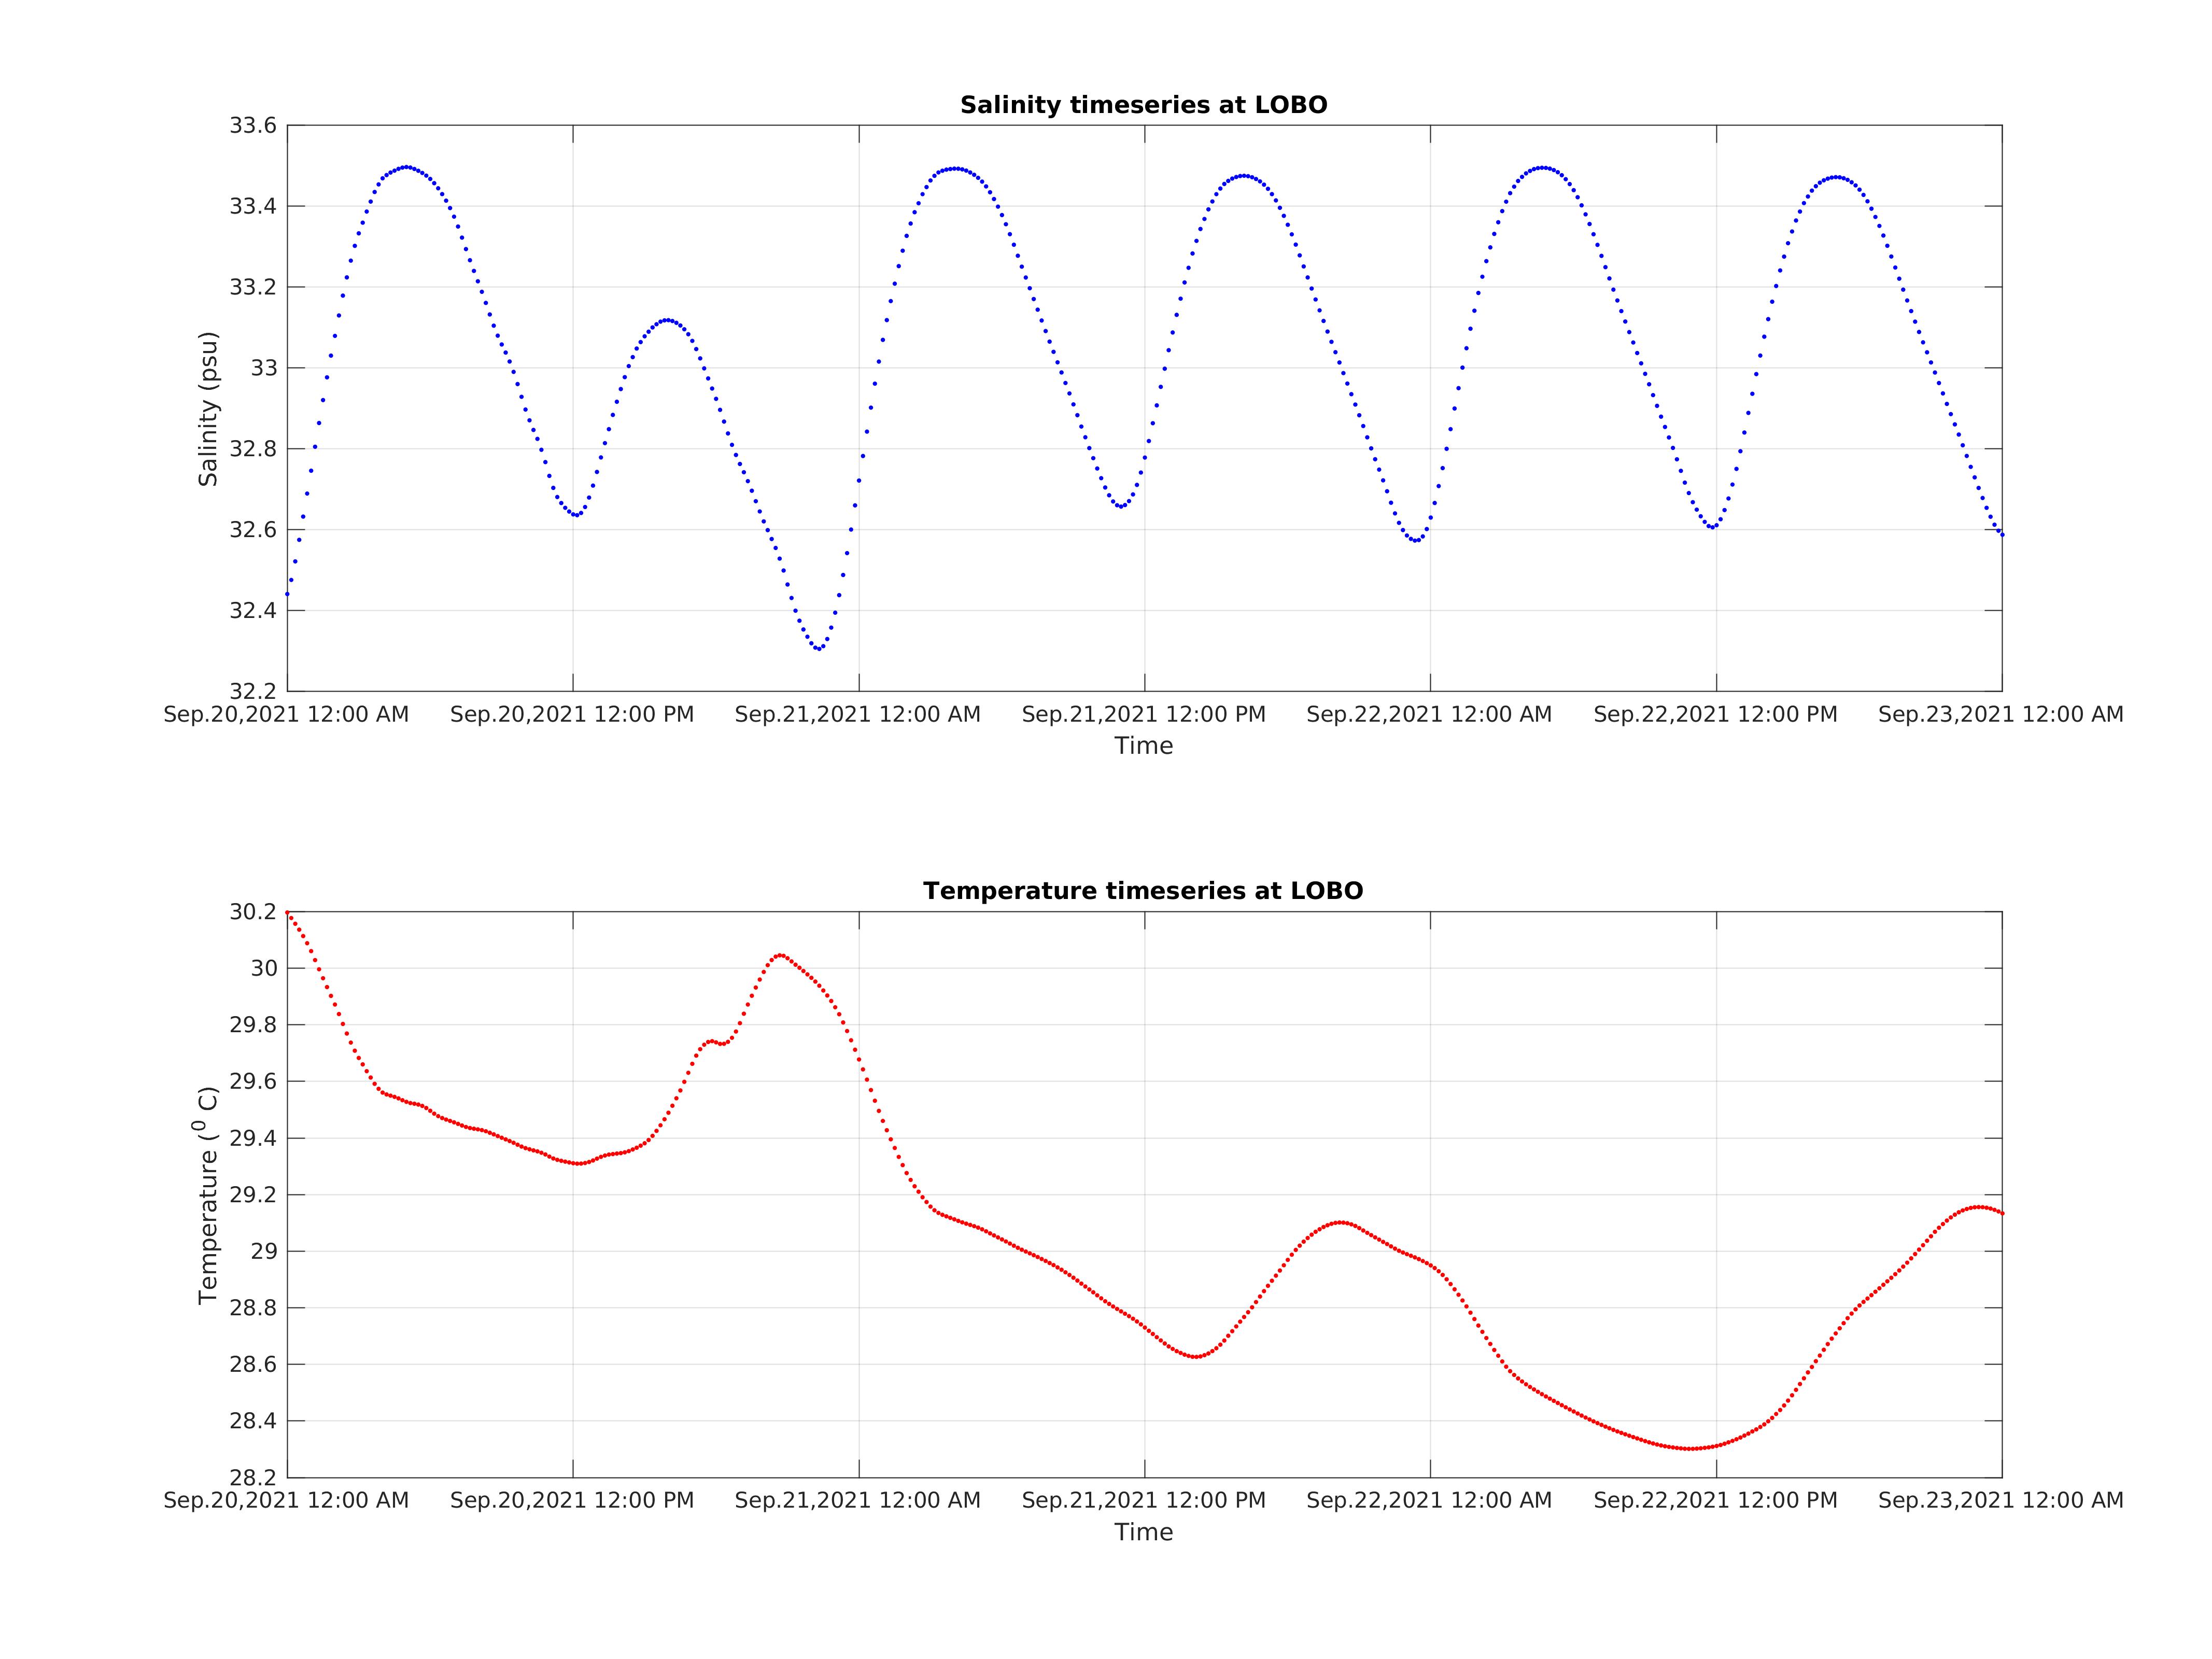 Salinity timeseries at LOBO
33.6
33.4
33.2
33
32.8
32.6
32.4
32.2
Salinity (psu)
Sep.20,2021 12:00 AM Sep.20,2021 12:00 PM Sep.21,2021 12:00 AM Sep.21,2021 12:00 PM Sep.22,2021 12:00 AM Sep.22,2021 12:00 PM Sep.23,2021 12:00 AM
Time
Temperature timeseries at LOBO
30.2
30
29.8
29.6
29.4
29.2
29
28.8
28.6
28.4
28.2
Temperature (⁰ C)
Sep.20,2021 12:00 AM Sep.20,2021 12:00 PM Sep.21,2021 12:00 AM Sep.21,2021 12:00 PM Sep.22,2021 12:00 AM Sep.22,2021 12:00 PM Sep.23,2021 12:00 AM
Time